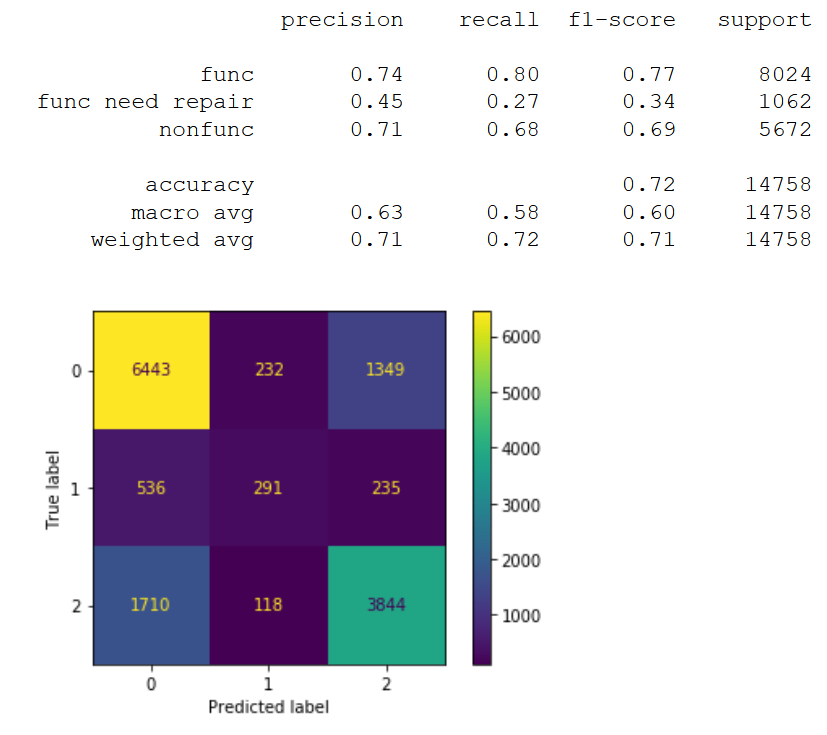 precision recall f1-score support
func 0.74 0.80 0.77 8024
func need repair 0.45 0.27 0.34 1062
nonfunc 0.71 0.68 0.69 5672
accuracy 0.72 14758
macro avg 0.63 0.58 0.60 14758
weighted avg 0.71 0.72 0.71 14758
6000
5000
4000
3000
2000
1000
True label
0 6443 232 1349
1 536 291 235
2 1710 118 3844
0 1 2
Predicted label